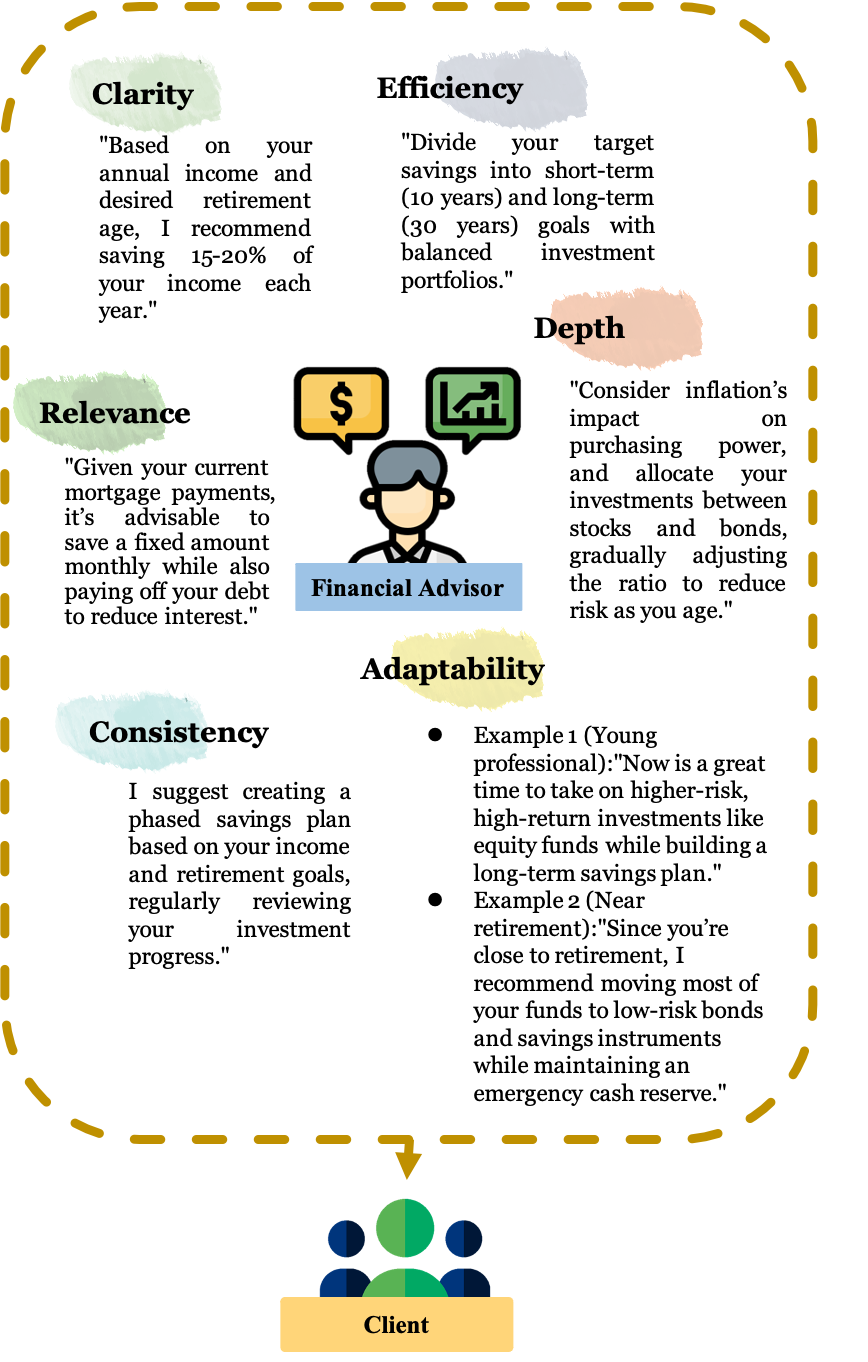 Clarity
"Based on your
annual income and
desired retirement
age, I recommend
saving 15-20% of
your income each
year."
Efficiency
"Divide your target
savings into short-term
(10 years) and long-term
(30 years) goals with
balanced investment
portfolios."
Depth
"Consider inflation’s
impact on
purchasing power,
and allocate your
investments between
stocks and bonds,
gradually adjusting
the ratio to reduce
risk as you age."
Relevance
"Given your current
mortgage payments,
it’s advisable to
save a fixed amount
monthly while also
paying off your debt
to reduce interest."
$
Financial Advisor
Adaptability
● Example 1 (Young
professional):"Now is a great
time to take on higher-risk,
high-return investments like
equity funds while building a
long-term savings plan."
● Example 2 (Near
retirement):"Since you’re
close to retirement, I
recommend moving most of
your funds to low-risk bonds
and savings instruments
while maintaining an
emergency cash reserve."
Consistency
I suggest creating a
phased savings plan
based on your income
and retirement goals,
regularly reviewing
your investment
progress."
Client